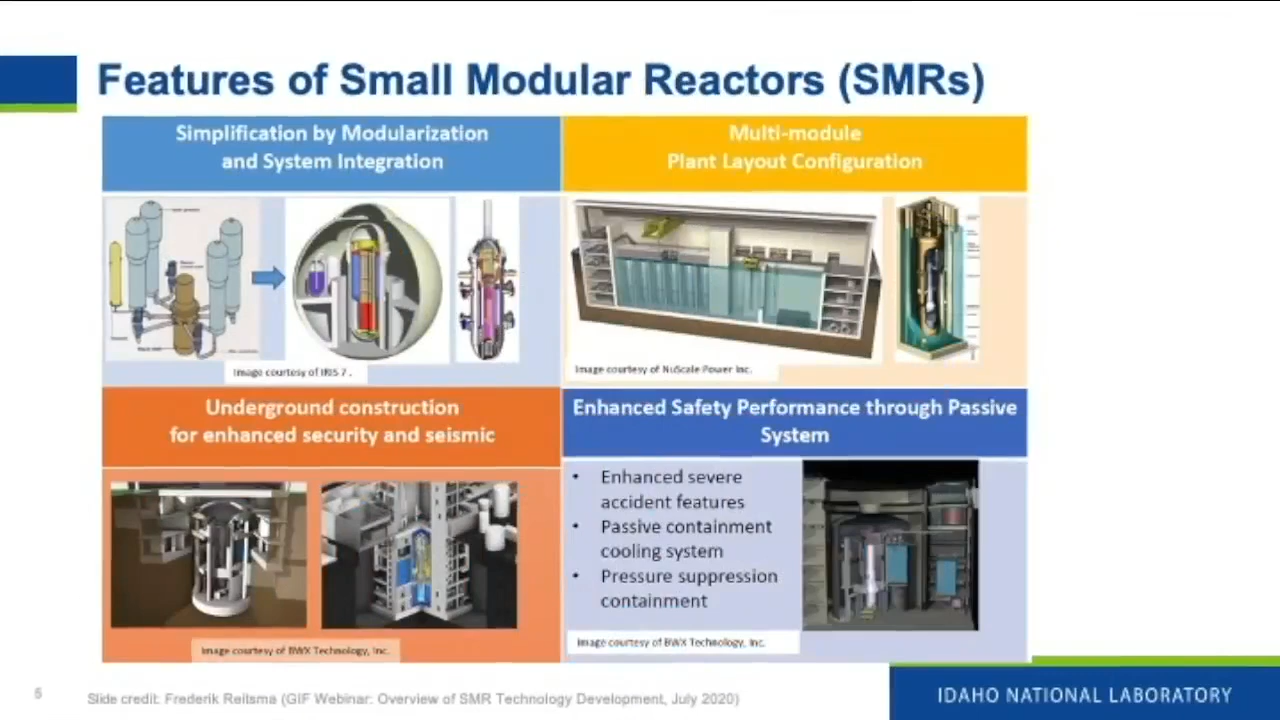 Features of Small Modular Reactors (SMRs)
Simplification by Modularization
and System Integration
Multi-module
Plant Layout Configuration
Image courtesy of IRIS 7 .
Image courtesy of NuScale Power Inc.
Underground construction
for enhanced security and seismic
Enhanced Safety Performance through Passive
System
• Enhanced severe
accident features
• Passive containment
cooling system
• Pressure suppression
containment
Image courtesy of BWX Technology, Inc.
Image courtesy of BWX Technology, Inc.
5
Slide credit: Frederik Reitsma (GIF Webinar: Overview of SMR Technology Development, July 2020)
IDAHO NATIONAL LABORATORY